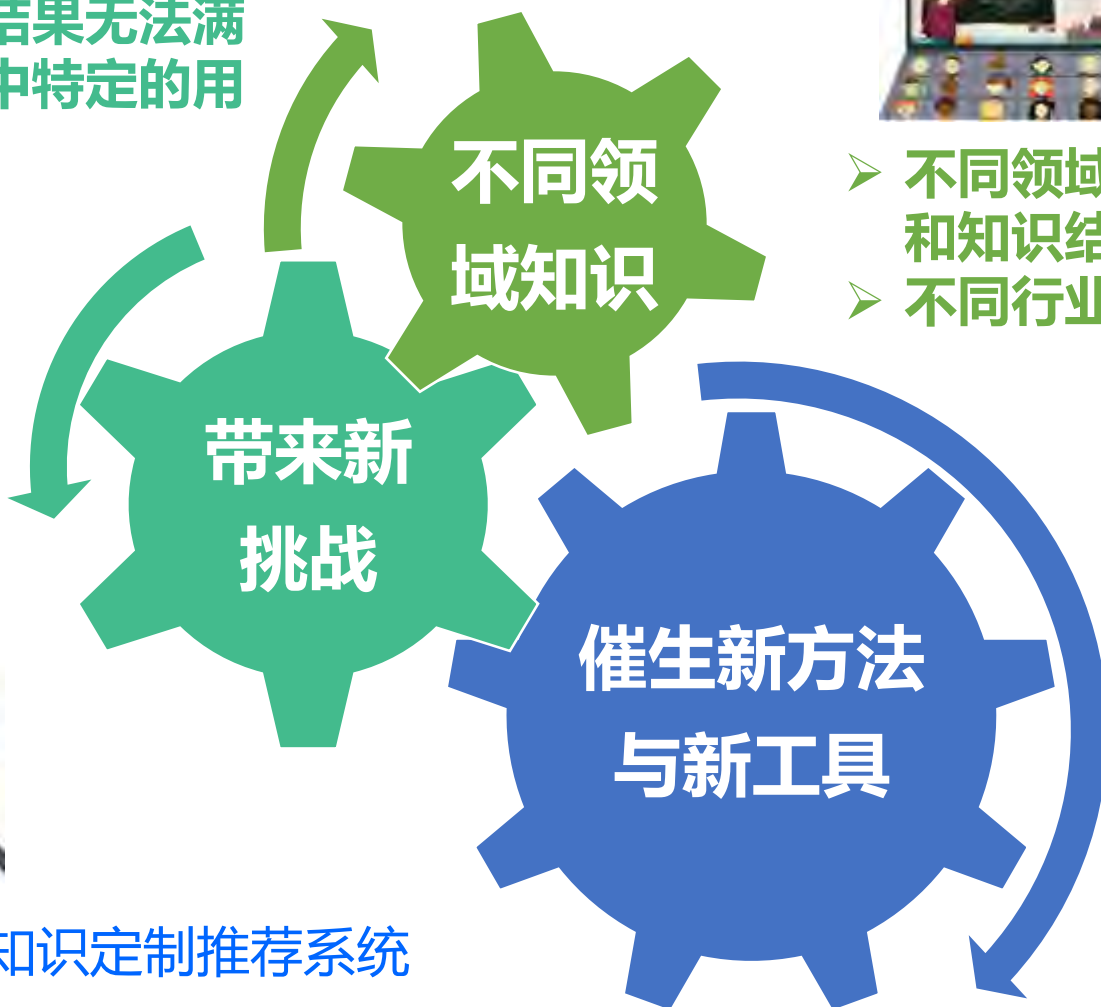 结果无法满
中特定的用
不同领
域知识
不同领域
和知识结
不同行业
带来新
挑战
催生新方法
与新工具
知识定制推荐系统